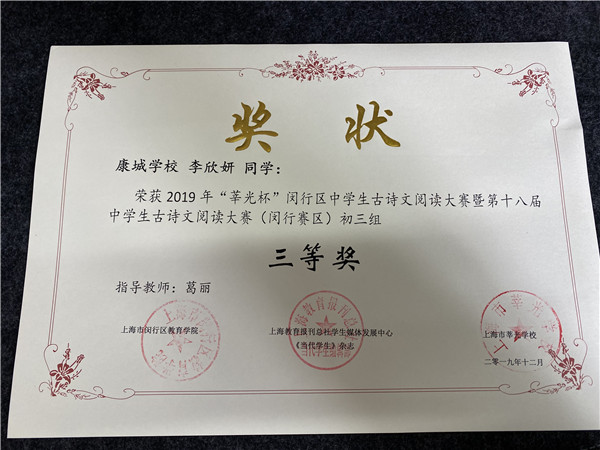 奖 状
康城学校 李欣妍 同学：
荣获 2019 年“莘光杯”闵行区中学生古诗文阅读大赛暨第十八届
中学生古诗文阅读大赛（闵行赛区）初三组
三等奖
指导教师：葛丽
上海市闵行区教育学院
上海教育报刊总社学生媒体发展中心
《当代学生》杂志
上海市莘光学校
二零一九年十二月